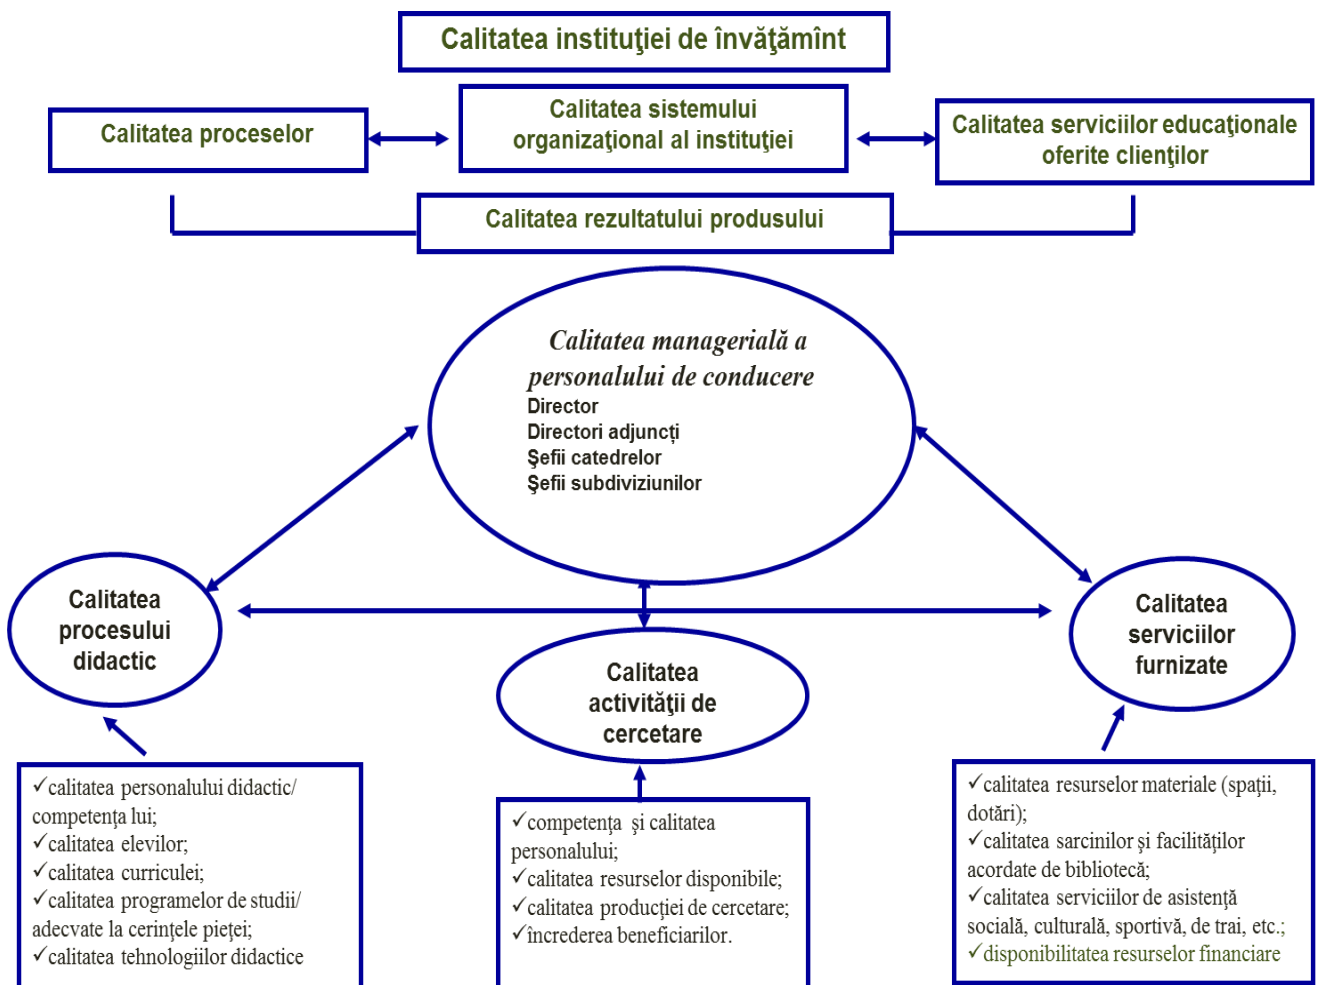 Calitatea instituţiei de învăţămînt
Calitatea proceselor
Calitatea sistemului
organizaţional al instituţiei
Calitatea serviciilor educaţionale
oferite clienţilor
Calitatea rezultatului produsului
Calitatea managerială a
personalului de conducere
Director
Directori adjuncți
Şefii catedrelor
Şefii subdiviziunilor
Calitatea
procesului
didactic
Calitatea
activităţii de
cercetare
Calitatea
serviciilor
furnizate
✓calitatea personalului didactic/
competenţa lui;
✓calitatea elevilor;
✓calitatea curriculei;
✓calitatea programelor de studii/
adecvate la cerinţele pieţei;
✓calitatea tehnologiilor didactice
✓competenţa şi calitatea
personalului;
✓calitatea resurselor disponibile;
✓calitatea producţiei de cercetare;
✓încrederea beneficiarilor.
✓calitatea resurselor materiale (spaţii,
dotări);
✓calitatea sarcinilor şi facilităţilor
acordate de bibliotecă;
✓calitatea serviciilor de asistenţă
socială, culturală, sportivă, de trai, etc.;
✓disponibilitatea resurselor financiare